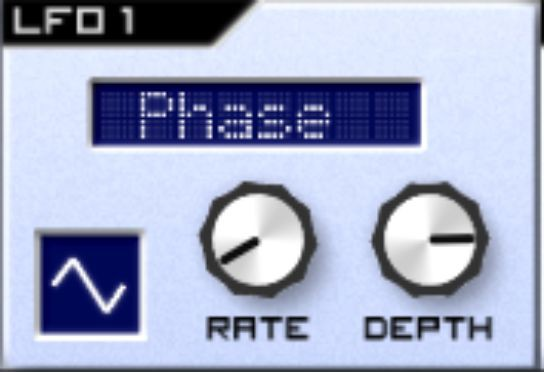 LFO 1
Phase
RATE DEPTH